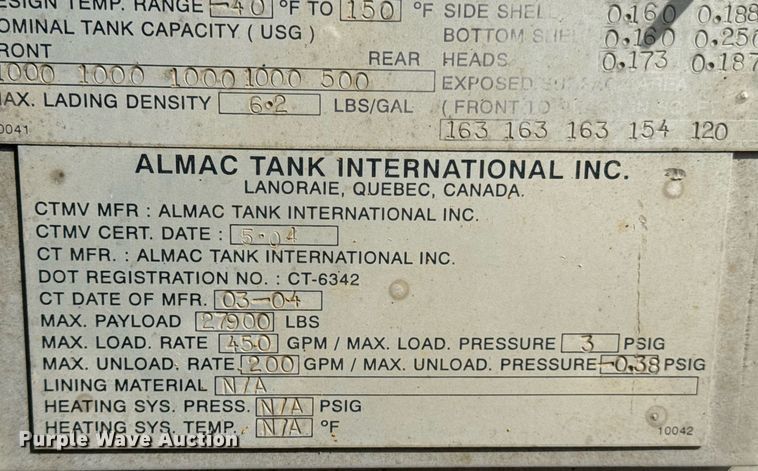 ESIGN TEMP. RANGE -40 °F TO 150 °F SIDE SHELL 0.160 0.188
OMINAL TANK CAPACITY ( USG ) BOTTOM SHELL 0.160 0.250
RONT REAR HEADS 0.173 0.187
1000 1000 1000 1000 500 EXPOSED
AX. LADING DENSITY 6.2 LBS/GAL ( FRONT TO
0041 163 163 163 154 120
ALMAC TANK INTERNATIONAL INC.
LANORAIE, QUEBEC, CANADA.
CTMV MFR : ALMAC TANK INTERNATIONAL INC.
CTMV CERT. DATE : 5-04
CT MFR. : ALMAC TANK INTERNATIONAL INC.
DOT REGISTRATION NO. : CT-6342
CT DATE OF MFR. 03-04
MAX. PAYLOAD 27900 LBS
MAX. LOAD. RATE 450 GPM / MAX. LOAD. PRESSURE 3 PSIG
MAX. UNLOAD. RATE 200 GPM / MAX. UNLOAD. PRESSURE -0.38 PSIG
LINING MATERIAL N/A
HEATING SYS. PRESS. N/A PSIG
HEATING SYS. TEMP. N/A °F
10042
Purple Wave Auction